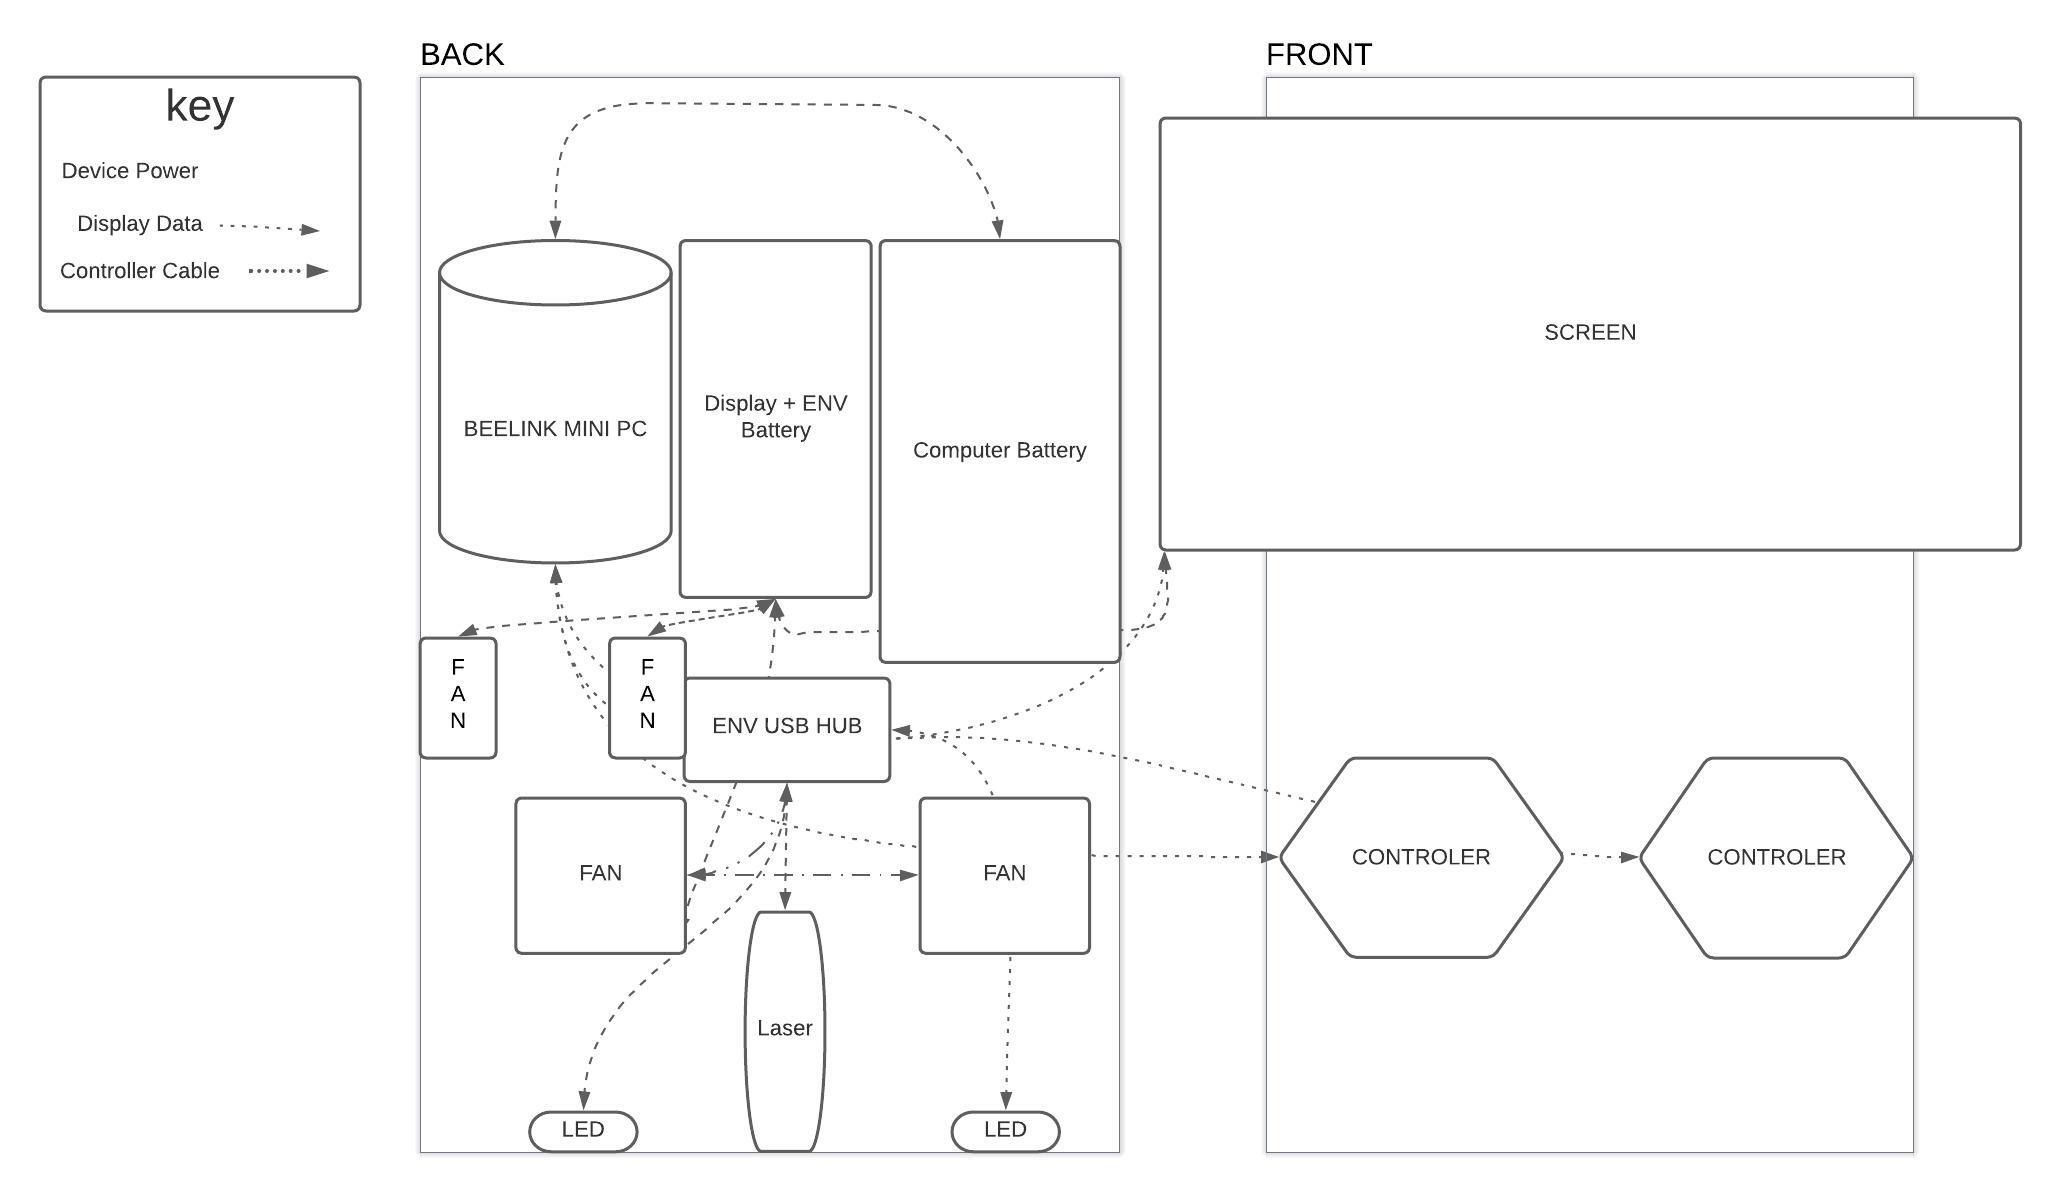 BACK
FRONT
key
Device Power
Display Data
Controller Cable
SCREEN
BEELINK MINI PC
Display + ENV
Battery
Computer Battery
F
A
N
F
A
N
ENV USB HUB
FAN
FAN
CONTROLER
CONTROLER
Laser
LED
LED